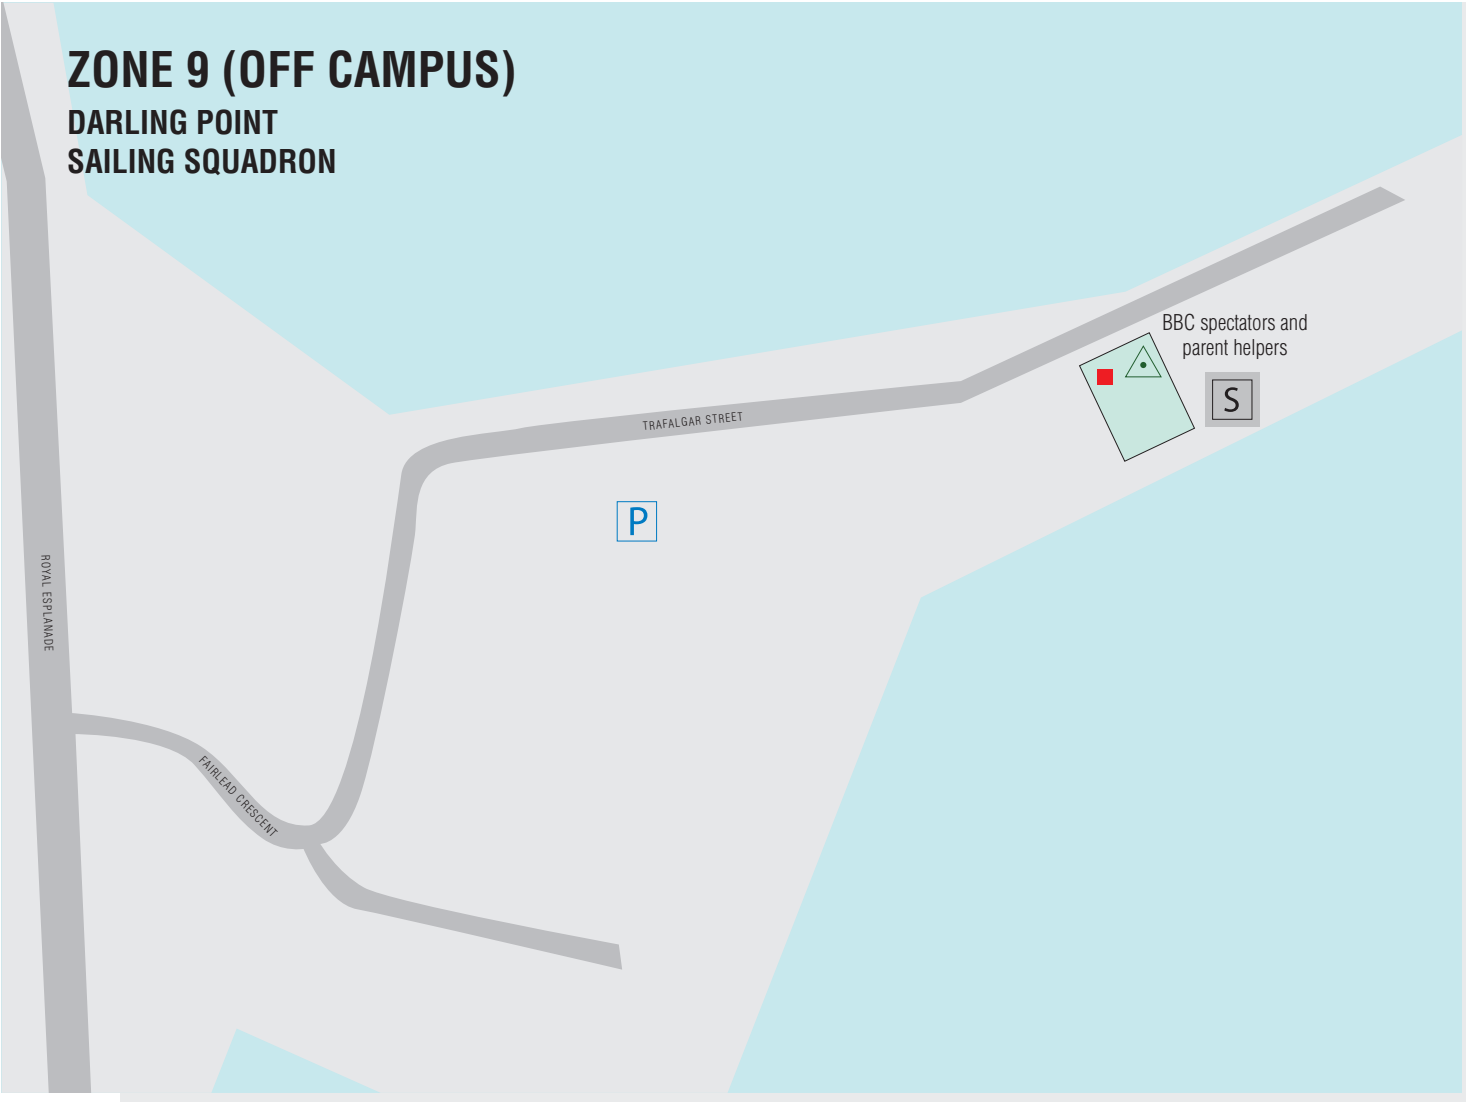 ZONE 9 (OFF CAMPUS)
DARLING POINT
SAILING SQUADRON
BBC spectators and
parent helpers
S
TRAFALGAR STREET
P
ROYAL ESPLANADE
FAIRLEAD CRESCENT